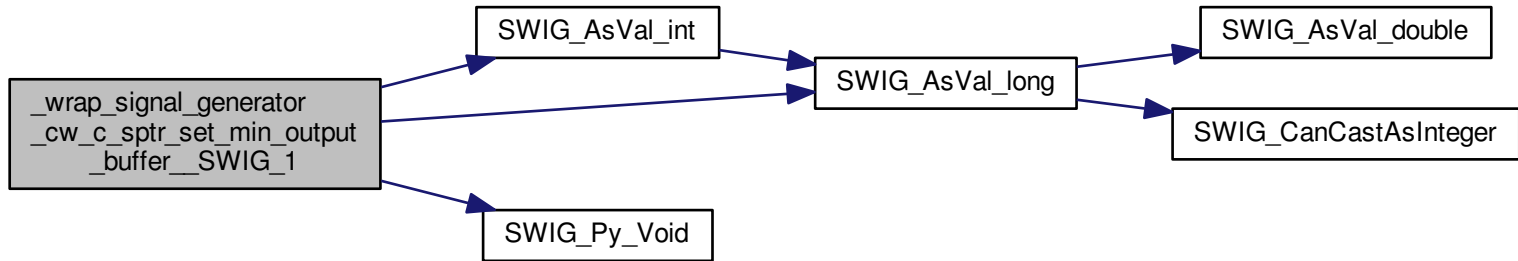 SWIG_AsVal_int
SWIG_AsVal_double
_wrap_signal_generator
_cw_c_sptr_set_min_output
_buffer__SWIG_1
SWIG_AsVal_long
SWIG_CanCastAsInteger
SWIG_Py_Void